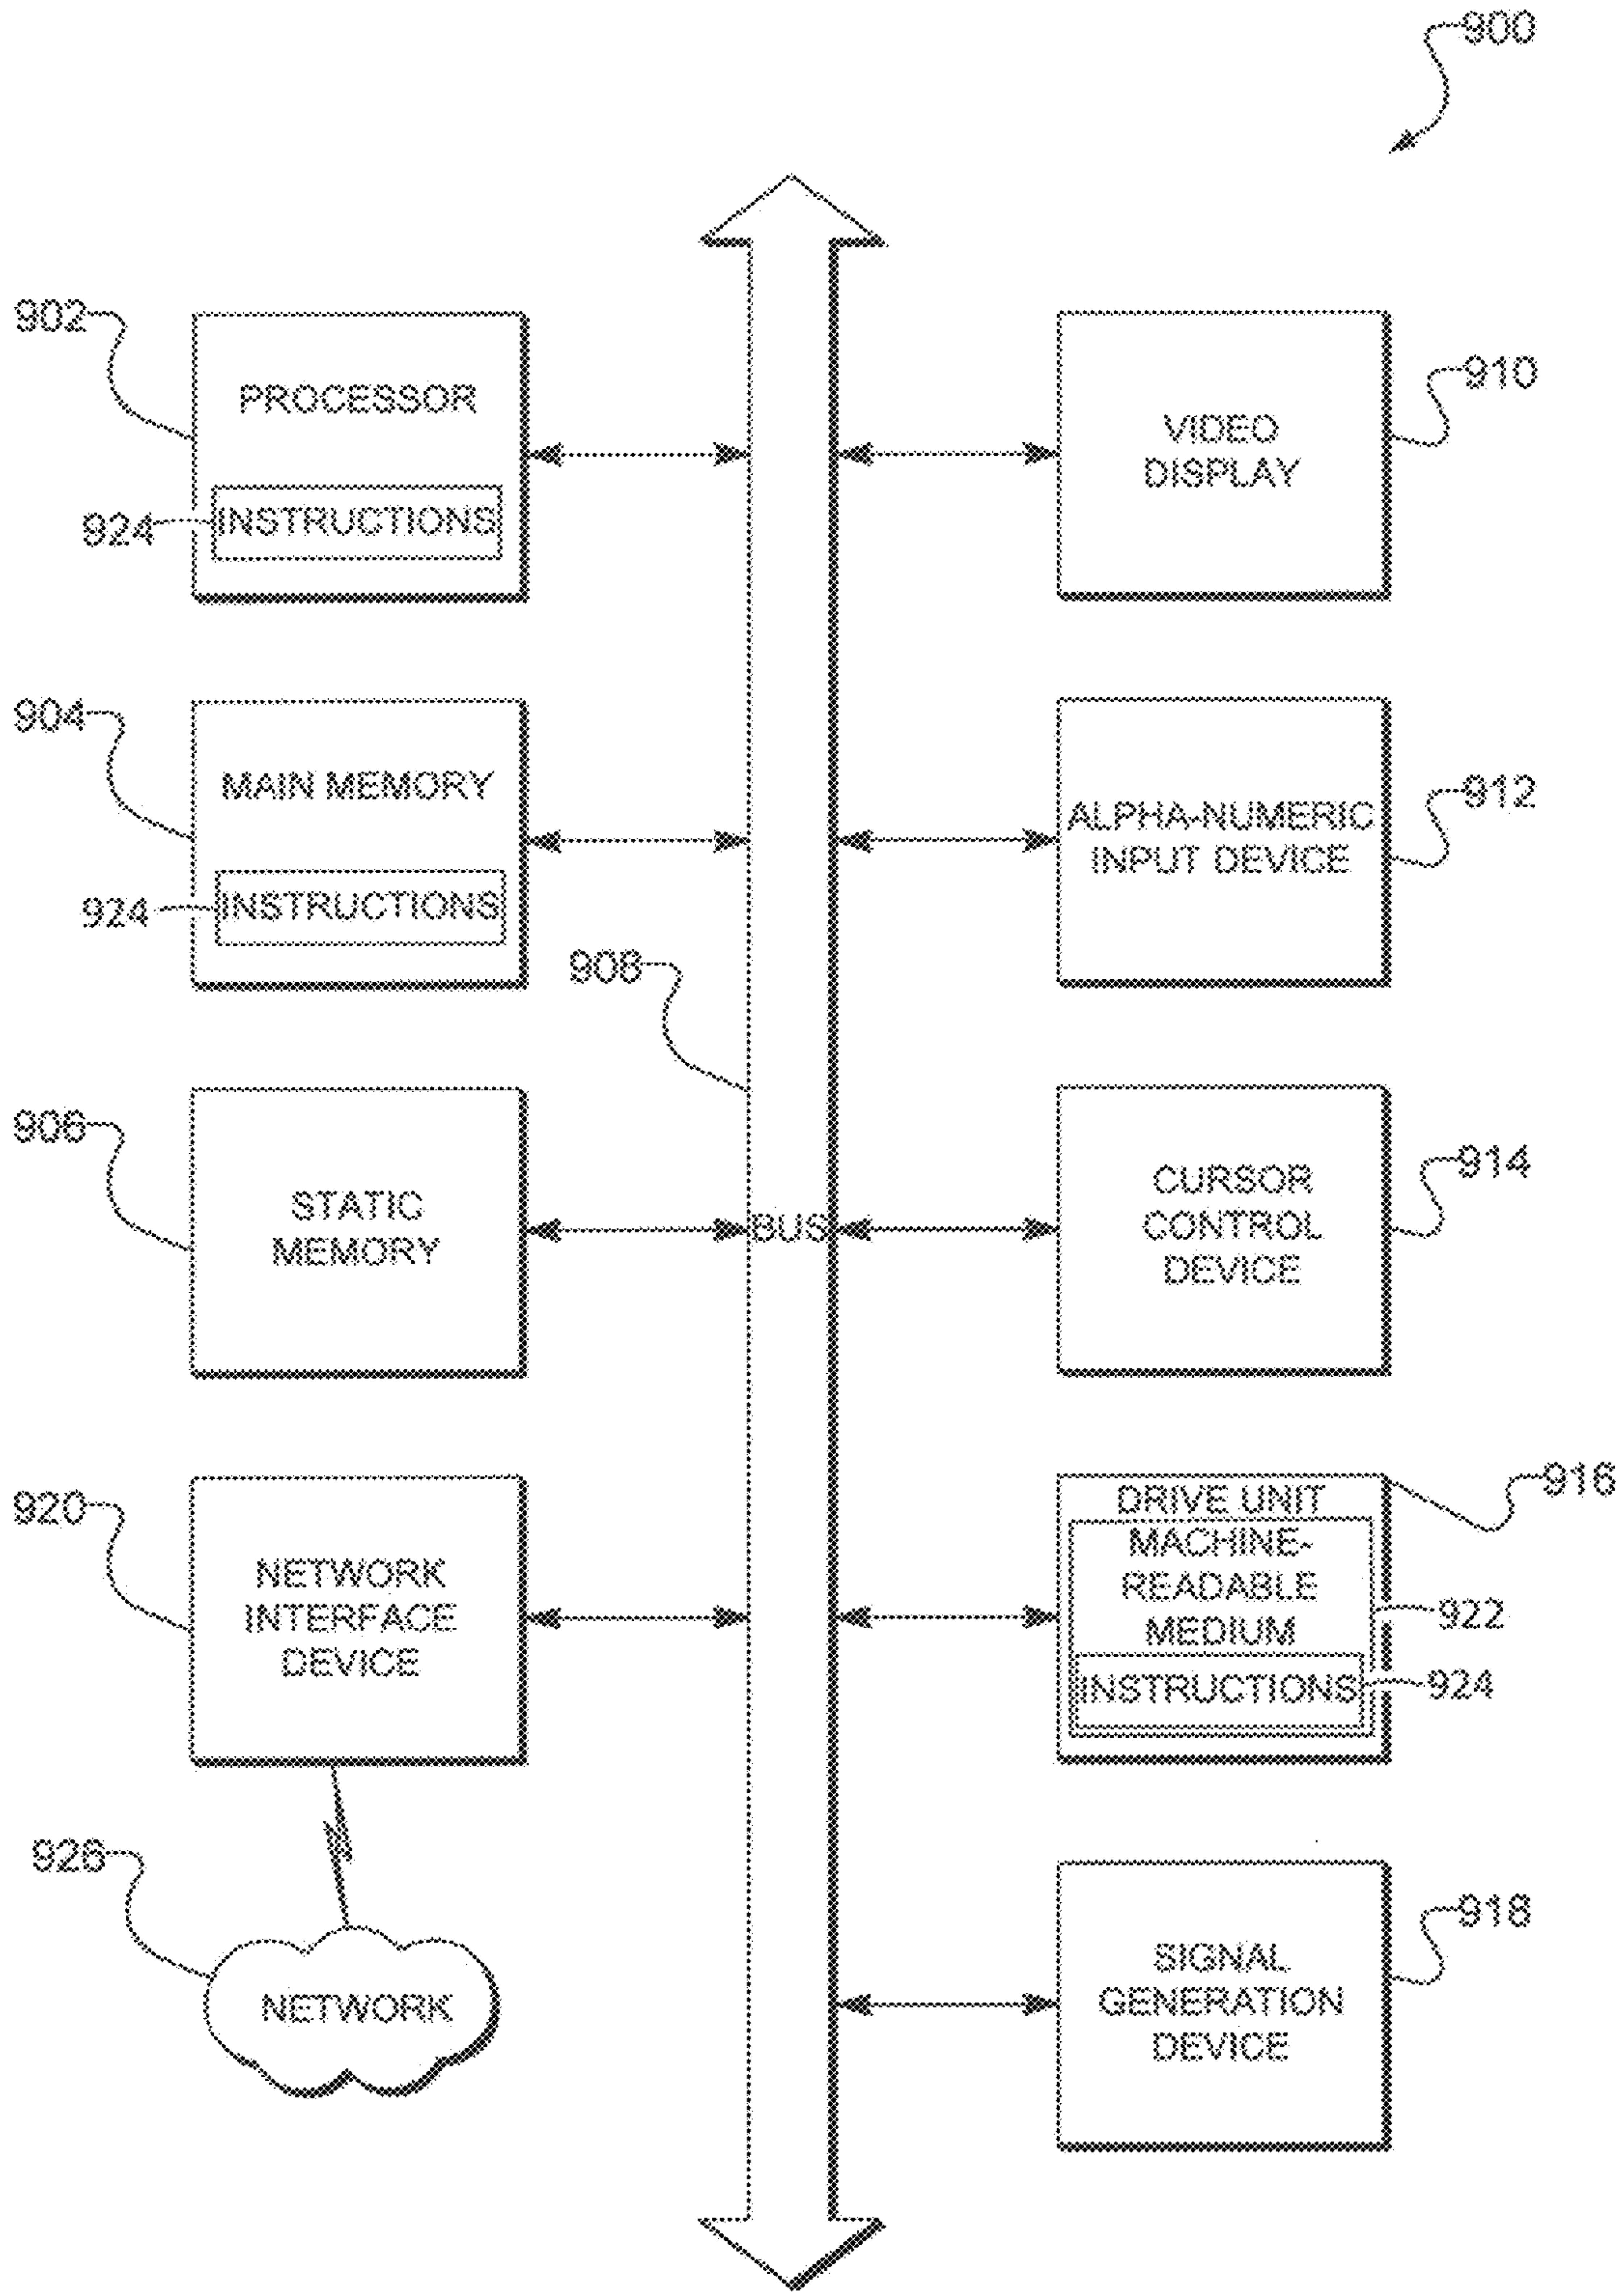 900
902
PROCESSOR
924
INSTRUCTIONS
904
MAIN MEMORY
924
INSTRUCTIONS
906
STATIC
MEMORY
920
NETWORK
INTERFACE
DEVICE
926
NETWORK
908
BUS
910
VIDEO
DISPLAY
912
ALPHA-NUMERIC
INPUT DEVICE
914
CURSOR
CONTROL
DEVICE
916
DRIVE UNIT
MACHINE-
READABLE
MEDIUM
922
INSTRUCTIONS
924
918
SIGNAL
GENERATION
DEVICE